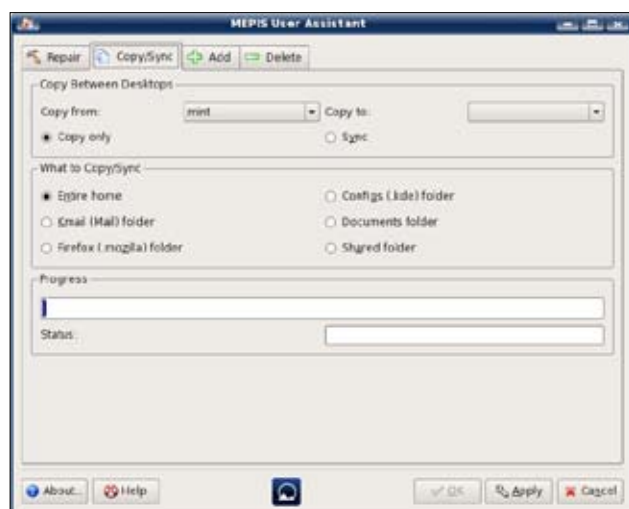 MEPIS User Assistant
Repair Copy/Sync Add Delete
Copy Between Desktops
Copy from: mint Copy to:
Copy only Sync
What to Copy/Sync
Entire home Configs (.kde) folder
Kmail (Mail) folder Documents folder
Firefox (.mozilla) folder Shared folder
Progress
Status:
About... Help OK Apply Cancel